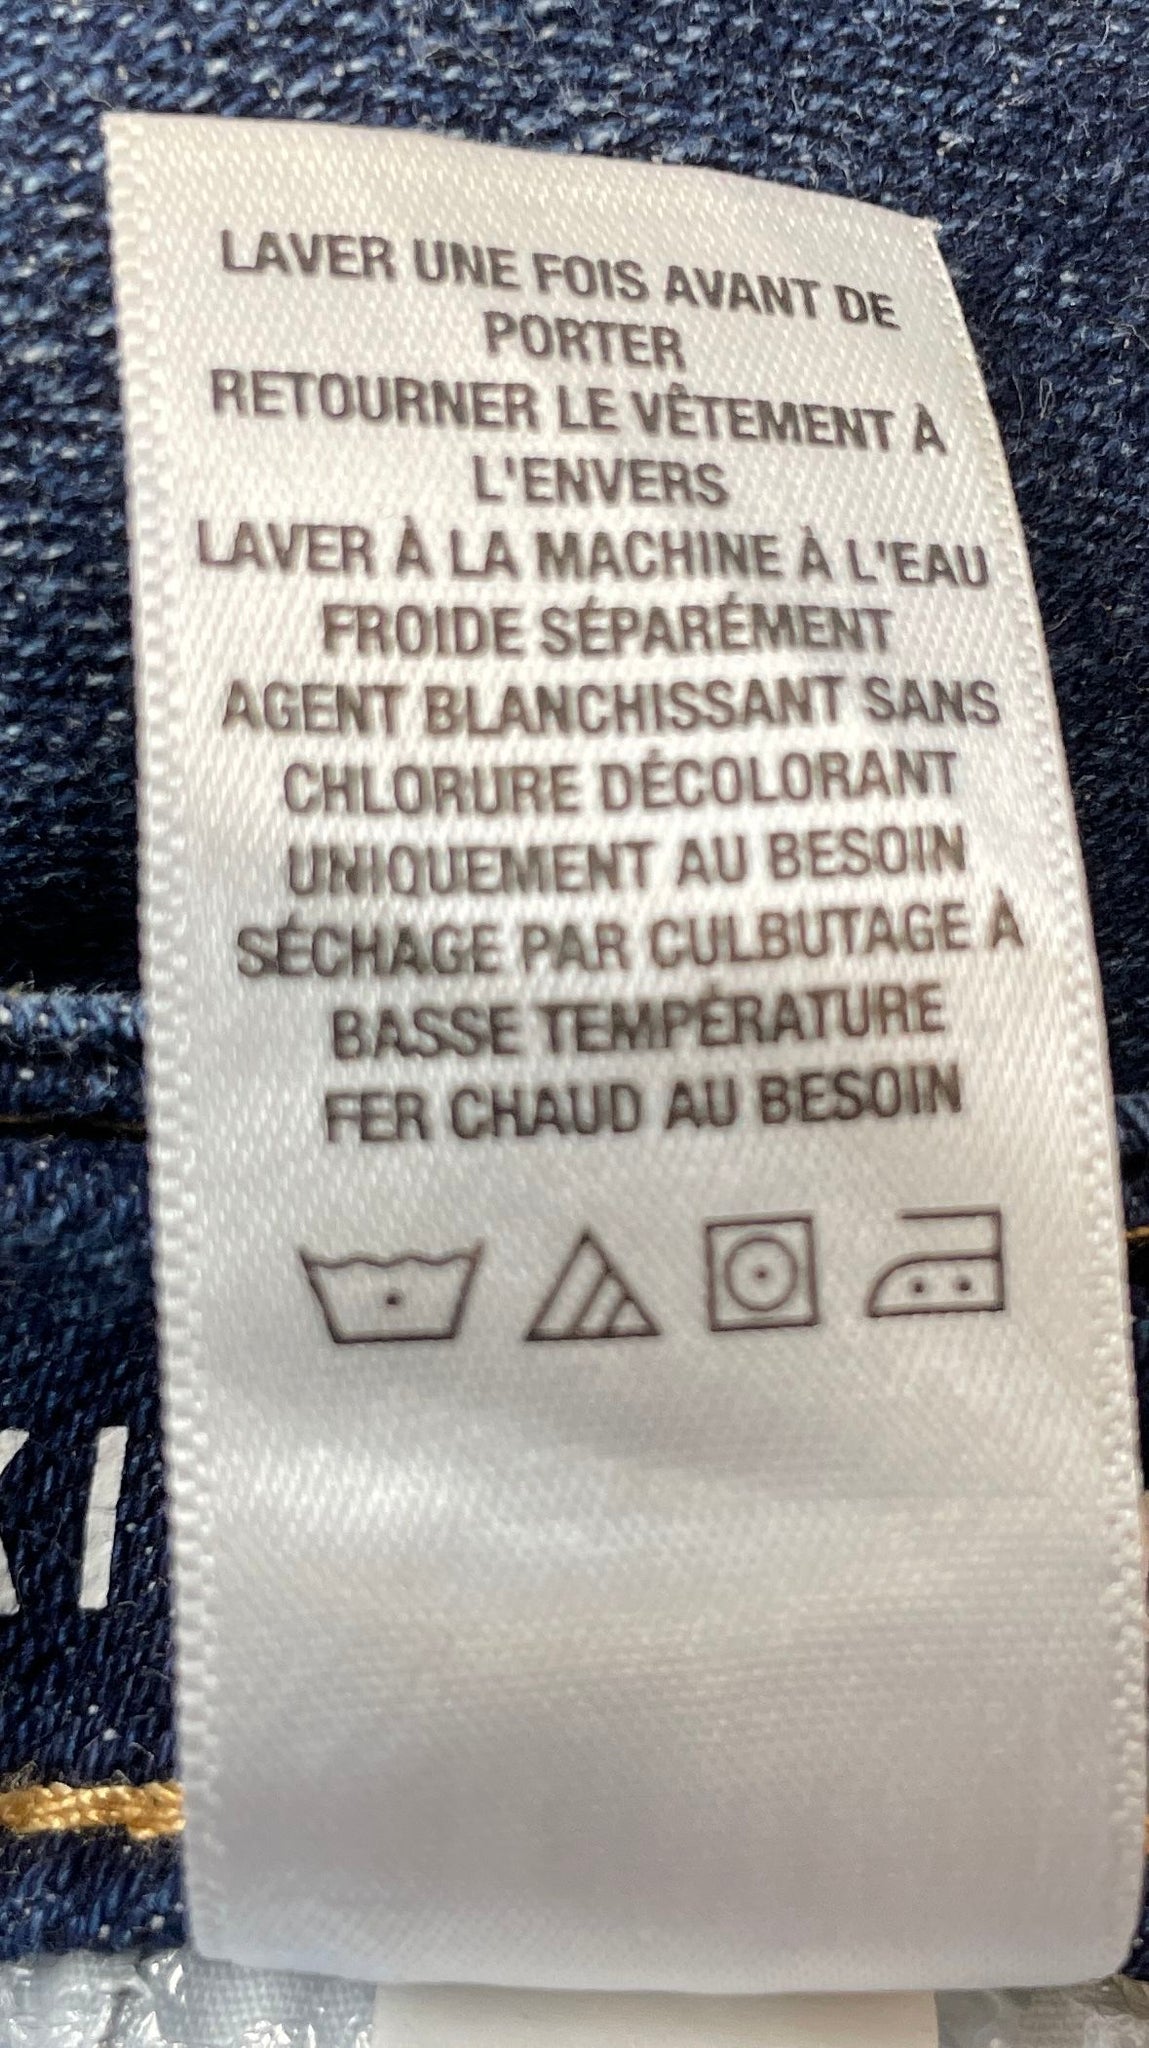 LAVER UNE FOIS AVANT DE
PORTER
RETOURNER LE VÊTEMENT À
L'ENVERS
LAVER À LA MACHINE À L'EAU
FROIDE SÉPARÉMENT
AGENT BLANCHISSANT SANS
CHLORURE DÉCOLORANT
UNIQUEMENT AU BESOIN
SÉCHAGE PAR CULBUTAGE À
BASSE TEMPÉRATURE
FER CHAUD AU BESOIN
KI